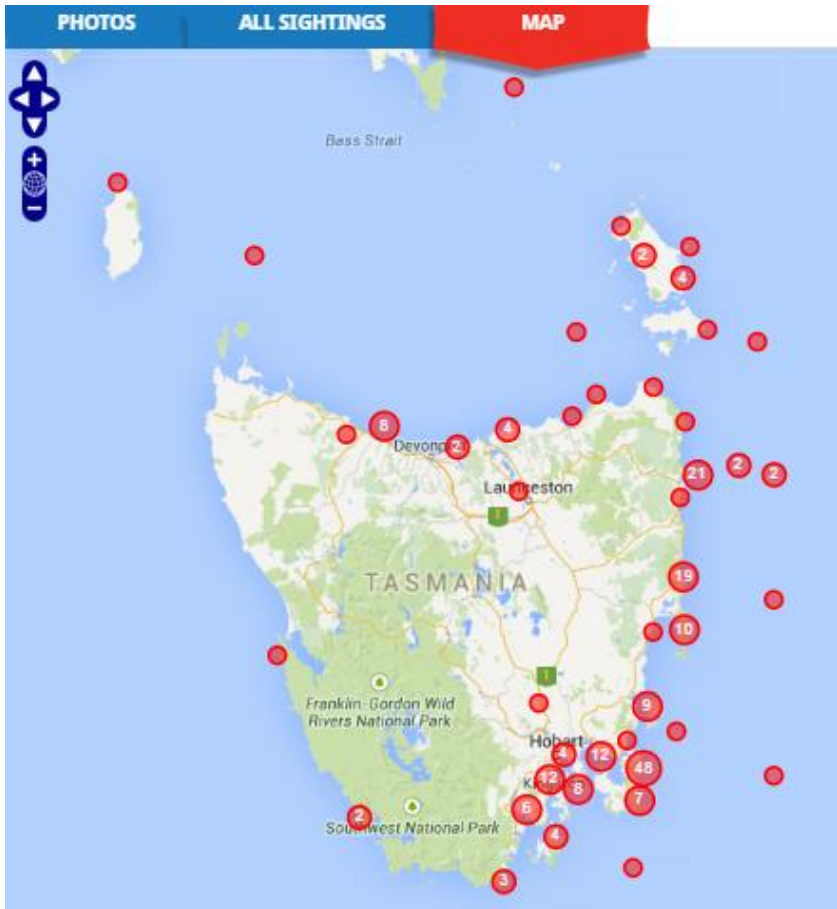 PHOTOS ALL SIGHTINGS MAP
Bass Strait
2
4
8
4
2
21 2 2
Launceston
1
19
TASMANIA
10
1
Franklin-Gordon Wild
Rivers National Park
9
Hobart
4 12
48
12
8
7
6
2
Southwest National Park
4
3